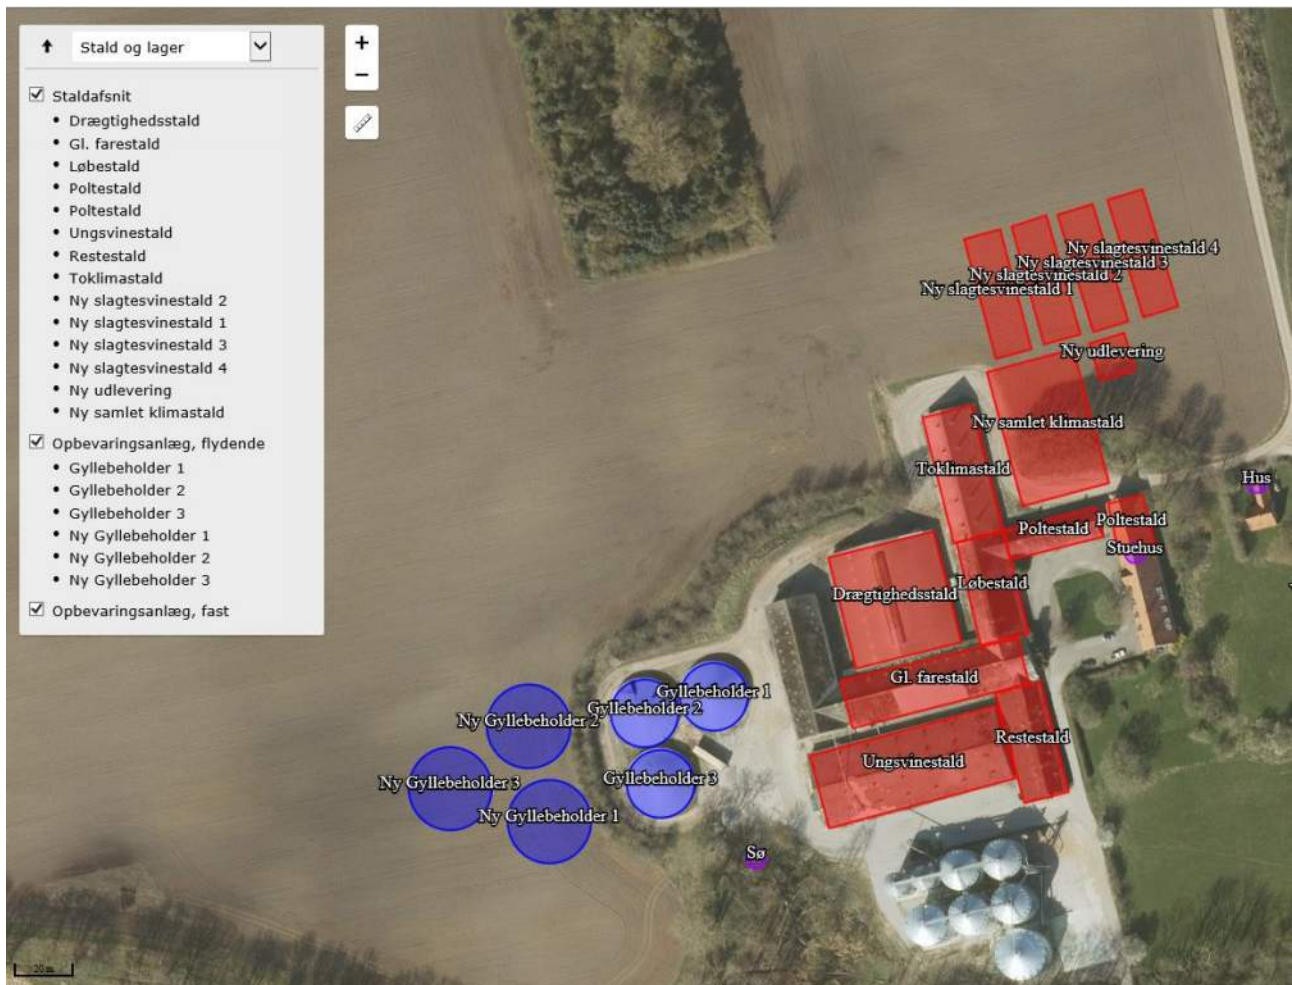 Stald og lager
Staldafsnit
Drægtighedsstald
Gl. farestald
Løbestald
Poltestald
Poltestald
Ungsvinestald
Restestald
Toklimastald
Ny slagtesvinestald 2
Ny slagtesvinestald 1
Ny slagtesvinestald 3
Ny slagtesvinestald 4
Ny udlevering
Ny samlet klimastald
Opbevaringsanlæg, flydende
Gyllebeholder 1
Gyllebeholder 2
Gyllebeholder 3
Ny Gyllebeholder 1
Ny Gyllebeholder 2
Ny Gyllebeholder 3
Opbevaringsanlæg, fast
+
−
Ny slagtesvinestald 4
Ny slagtesvinestald 3
Ny slagtesvinestald 2
Ny slagtesvinestald 1
Ny udlevering
Ny samlet klimastald
Toklimastald
Hus
Poltestald
Poltestald
Stuehus
Løbestald
Drægtighedsstald
Gl. farestald
Gyllebeholder 1
Gyllebeholder 2
Ny Gyllebeholder 2
Restestald
Ungsvinestald
Gyllebeholder 3
Ny Gyllebeholder 3
Ny Gyllebeholder 1
Sø
20 m